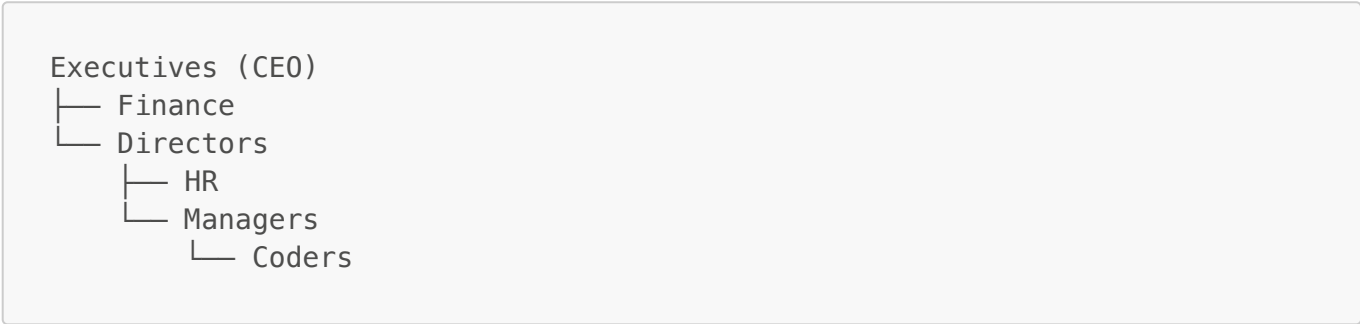 Executives (CEO)
├── Finance
└── Directors
    ├── HR
    └── Managers
        └── Coders